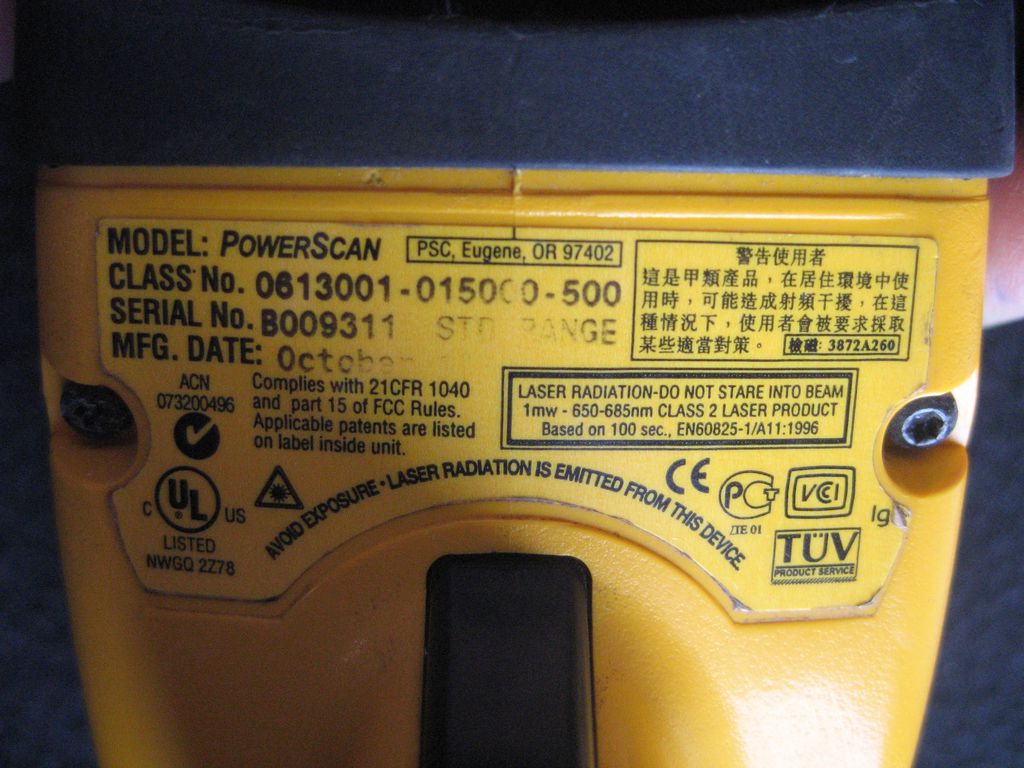 MODEL: POWERSCAN
PSC, Eugene, OR 97402
CLASS No. 0613001-015000-500
SERIAL No. B009311 STD RANGE
MFG. DATE: October
警告使用者
這是甲類產品，在居住環境中使
用時，可能造成射頻干擾，在這
種情況下，使用者會被要求採取
某些適當對策。 檢磁: 3872A260
ACN
073200496
Complies with 21CFR 1040
and part 15 of FCC Rules.
Applicable patents are listed
on label inside unit.
LASER RADIATION-DO NOT STARE INTO BEAM
1mw - 650-685nm CLASS 2 LASER PRODUCT
Based on 100 sec., EN60825-1/A11:1996
AVOID EXPOSURE - LASER RADIATION IS EMITTED FROM THIS DEVICE
C UL ® US
LISTED
NWGQ 2Z78
CE
PCT
VCCI
Ig
TÜV
PRODUCT SERVICE